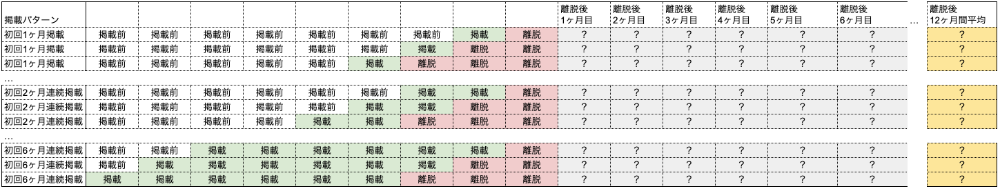 掲載パターン 離脱後 1ヶ月目 離脱後 2ヶ月目 離脱後 3ヶ月目 離脱後 4ヶ月目 離脱後 5ヶ月目 離脱後 6ヶ月目 … 離脱後 12ヶ月間平均
初回1ヶ月掲載 掲載前 掲載前 掲載前 掲載前 掲載前 掲載前 掲載前 掲載 離脱 ? ? ? ? ? ? ?
初回1ヶ月掲載 掲載前 掲載前 掲載前 掲載前 掲載前 掲載前 掲載 離脱 離脱 ? ? ? ? ? ? ?
初回1ヶ月掲載 掲載前 掲載前 掲載前 掲載前 掲載前 掲載 離脱 離脱 離脱 ? ? ? ? ? ? ?
…
初回2ヶ月連続掲載 掲載前 掲載前 掲載前 掲載前 掲載前 掲載前 掲載 掲載 離脱 ? ? ? ? ? ? ?
初回2ヶ月連続掲載 掲載前 掲載前 掲載前 掲載前 掲載前 掲載 掲載 離脱 離脱 ? ? ? ? ? ? ?
初回2ヶ月連続掲載 掲載前 掲載前 掲載前 掲載前 掲載 掲載 離脱 離脱 離脱 ? ? ? ? ? ? ?
…
初回6ヶ月連続掲載 掲載前 掲載前 掲載 掲載 掲載 掲載 掲載 掲載 離脱 ? ? ? ? ? ? ?
初回6ヶ月連続掲載 掲載前 掲載 掲載 掲載 掲載 掲載 掲載 離脱 離脱 ? ? ? ? ? ? ?
初回6ヶ月連続掲載 掲載 掲載 掲載 掲載 掲載 掲載 離脱 離脱 離脱 ? ? ? ? ? ? ?